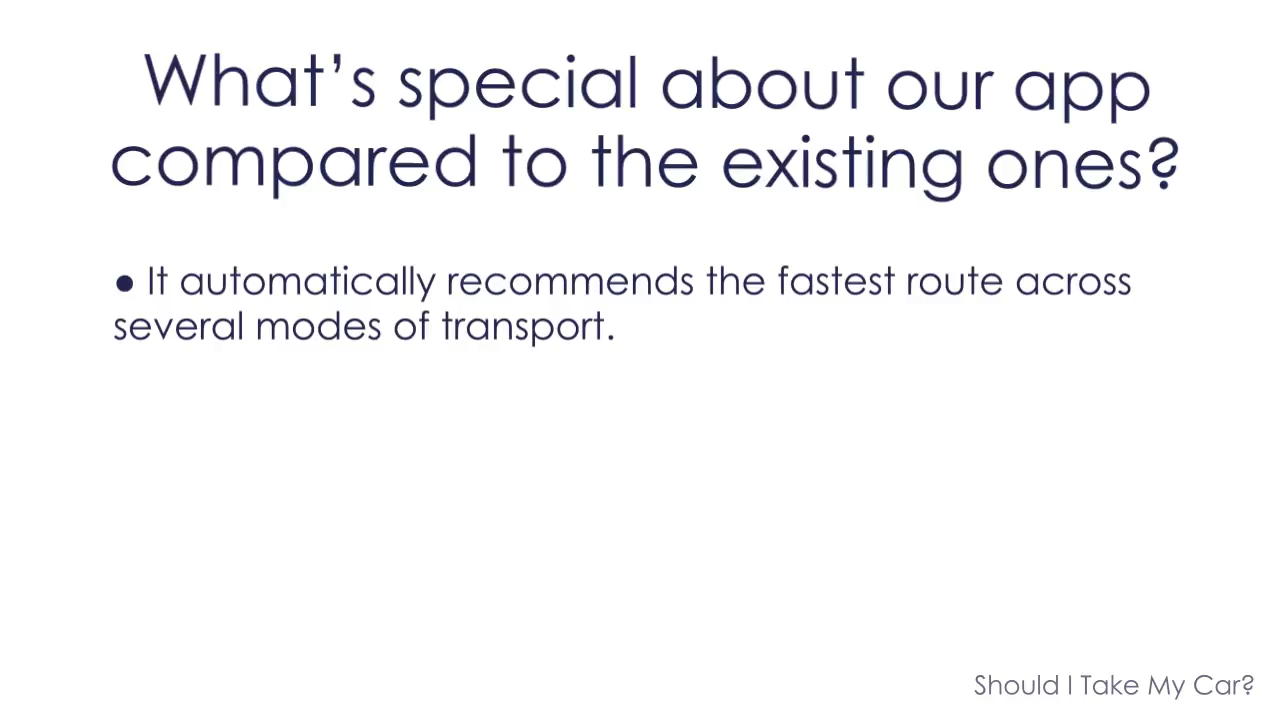 What’s special about our app
compared to the existing ones?
● It automatically recommends the fastest route across
several modes of transport.
Should I Take My Car?